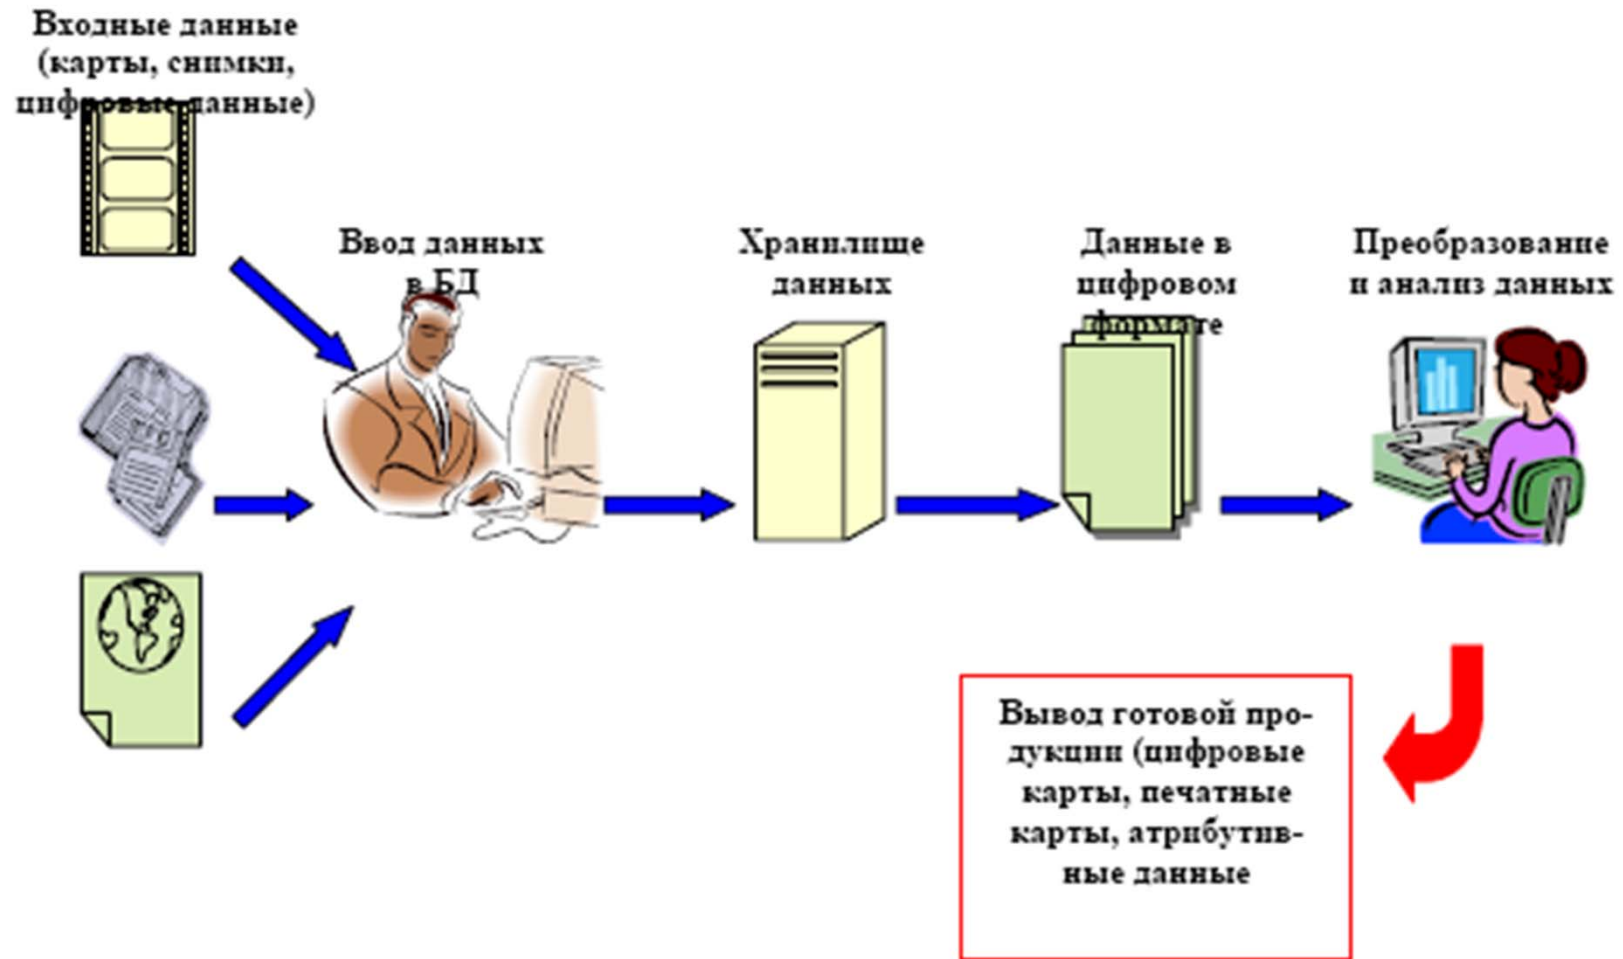 Входные данные
(карты, снимки,
цифровые данные)
Ввод данных
в БД
Хранилище
данных
Данные в
цифровом
формате
Преобразование
и анализ данных
Вывод готовой про-
дукции (цифровые
карты, печатные
карты, атрибутив-
ные данные